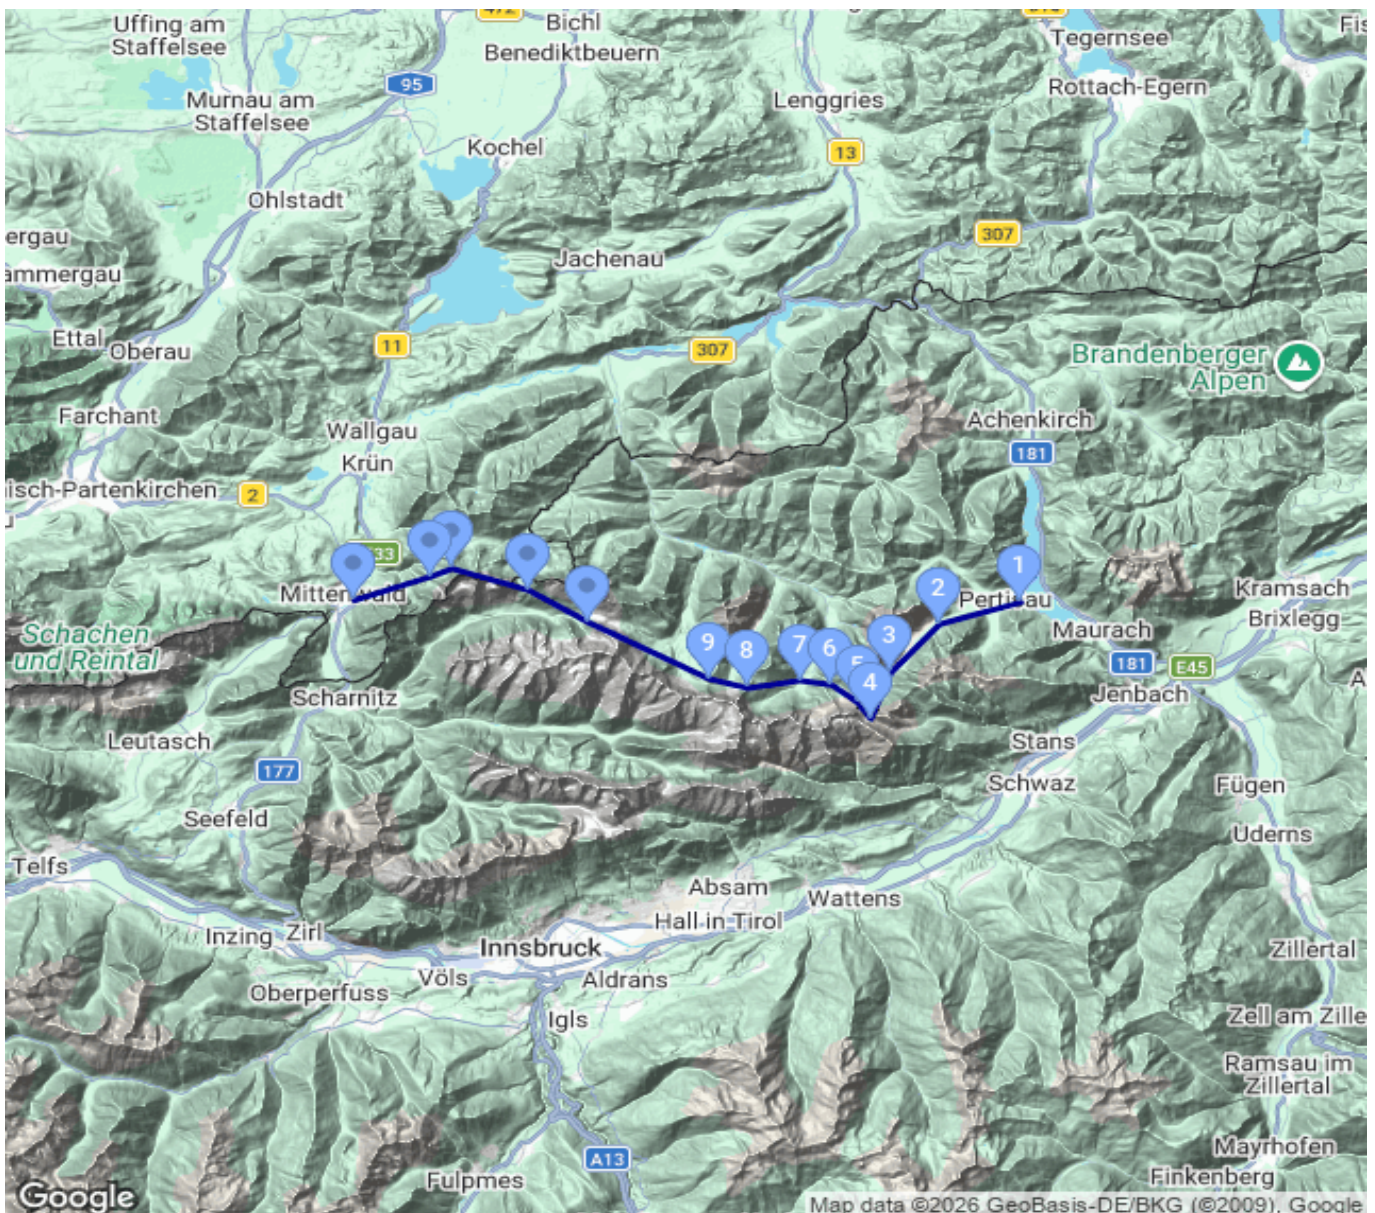 Uffing am
Staffelsee
472
Bichl
Benediktbeuern
Tegernsee
Rottach-Egern
95
Murnau am
Staffelsee
Lenggries
Kochel
13
Ohlstadt
307
Jachenau
Ettal
Oberau
11
307
Brandenberger
Alpen
Farchant
Wallgau
Achenkirch
Krün
181
2
33
1
2
Mittenwald
Pertisau
Kramsach
Brixlegg
Schachen
und Reintal
3
Maurach
9
8
7
6
5
4
181
E45
Scharnitz
Jenbach
Leutasch
Stans
177
Schwaz
Fügen
Seefeld
Uderns
Telfs
Absam
Wattens
Hall in Tirol
Inzing
Zirl
Innsbruck
Zillertal
Völs
Aldrans
Oberperfuss
Igls
Zell am Zille
Ramsau im
Zillertal
A13
Mayrhofen
Fulpmes
Finkenberg
Google
Map data ©2026 GeoBasis-DE/BKG (©2009), Google